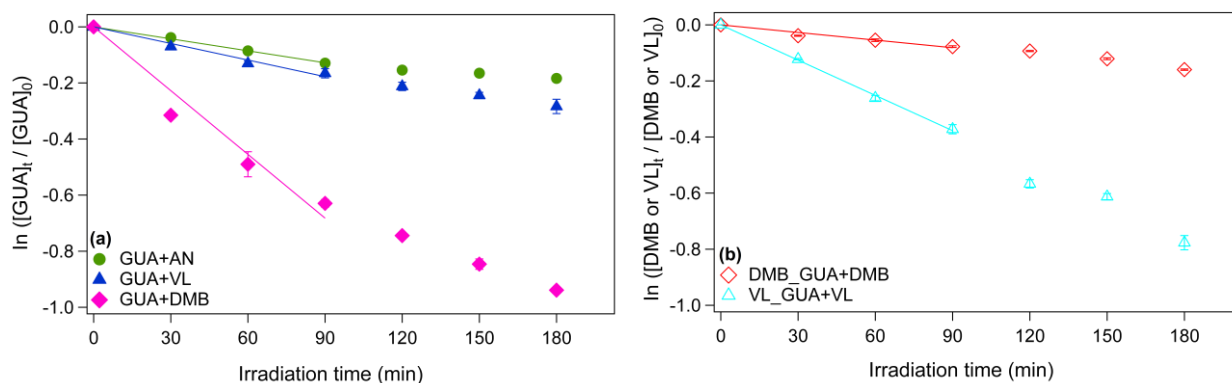 ln ([GUA]t / [GUA]0)
0.0
-0.2
-0.4
-0.6
-0.8
-1.0
(a)
GUA+AN
GUA+VL
GUA+DMB
0 30 60 90 120 150 180
Irradiation time (min)
ln ([DMB or VL]t / [DMB or VL]0)
0.0
-0.2
-0.4
-0.6
-0.8
-1.0
(b)
DMB_GUA+DMB
VL_GUA+VL
0 30 60 90 120 150 180
Irradiation time (min)